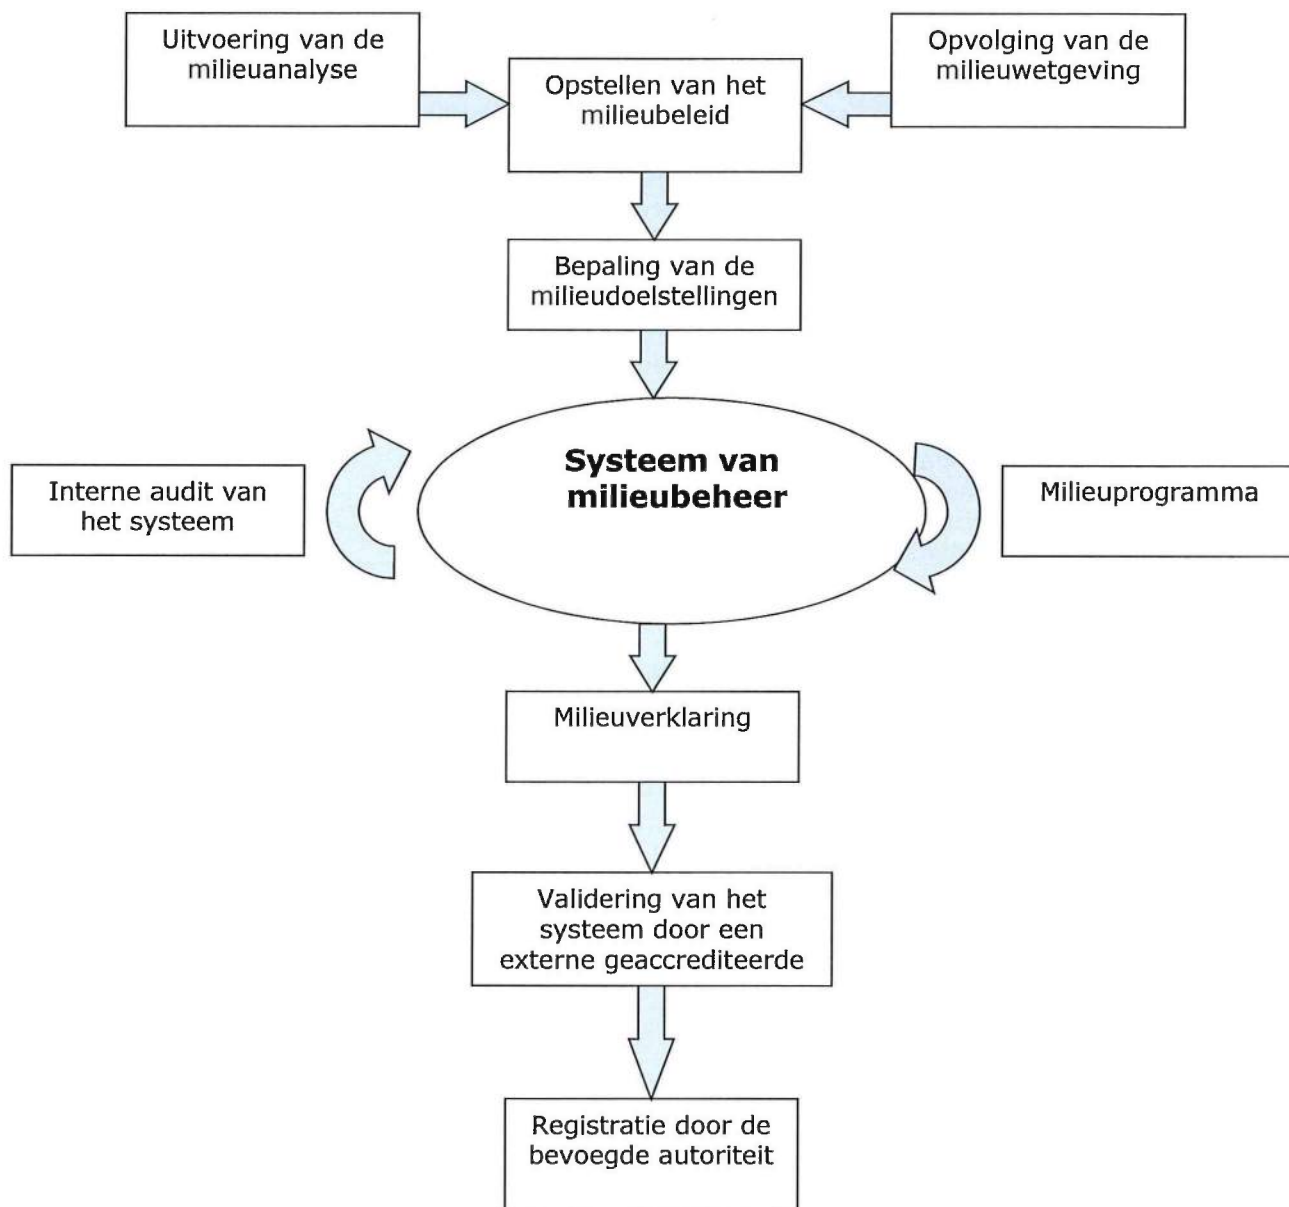 Uitvoering van de
milieuanalyse
Opstellen van het
milieubeleid
Opvolging van de
milieuwetgeving
Bepaling van de
milieudoelstellingen
Systeem van
milieubeheer
Interne audit van
het systeem
Milieuprogramma
Milieuverklaring
Validering van het
systeem door een
externe geaccrediteerde
Registratie door de
bevoegde autoriteit